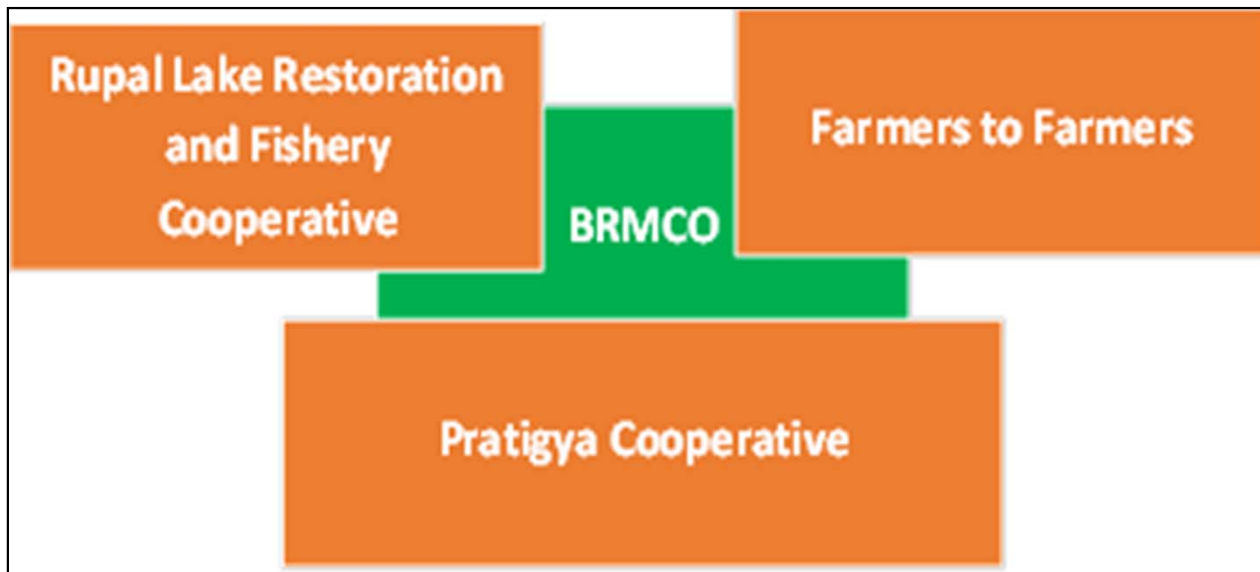 Rupal Lake Restoration
and Fishery
Cooperative
Farmers to Farmers
BRMCO
Pratigya Cooperative